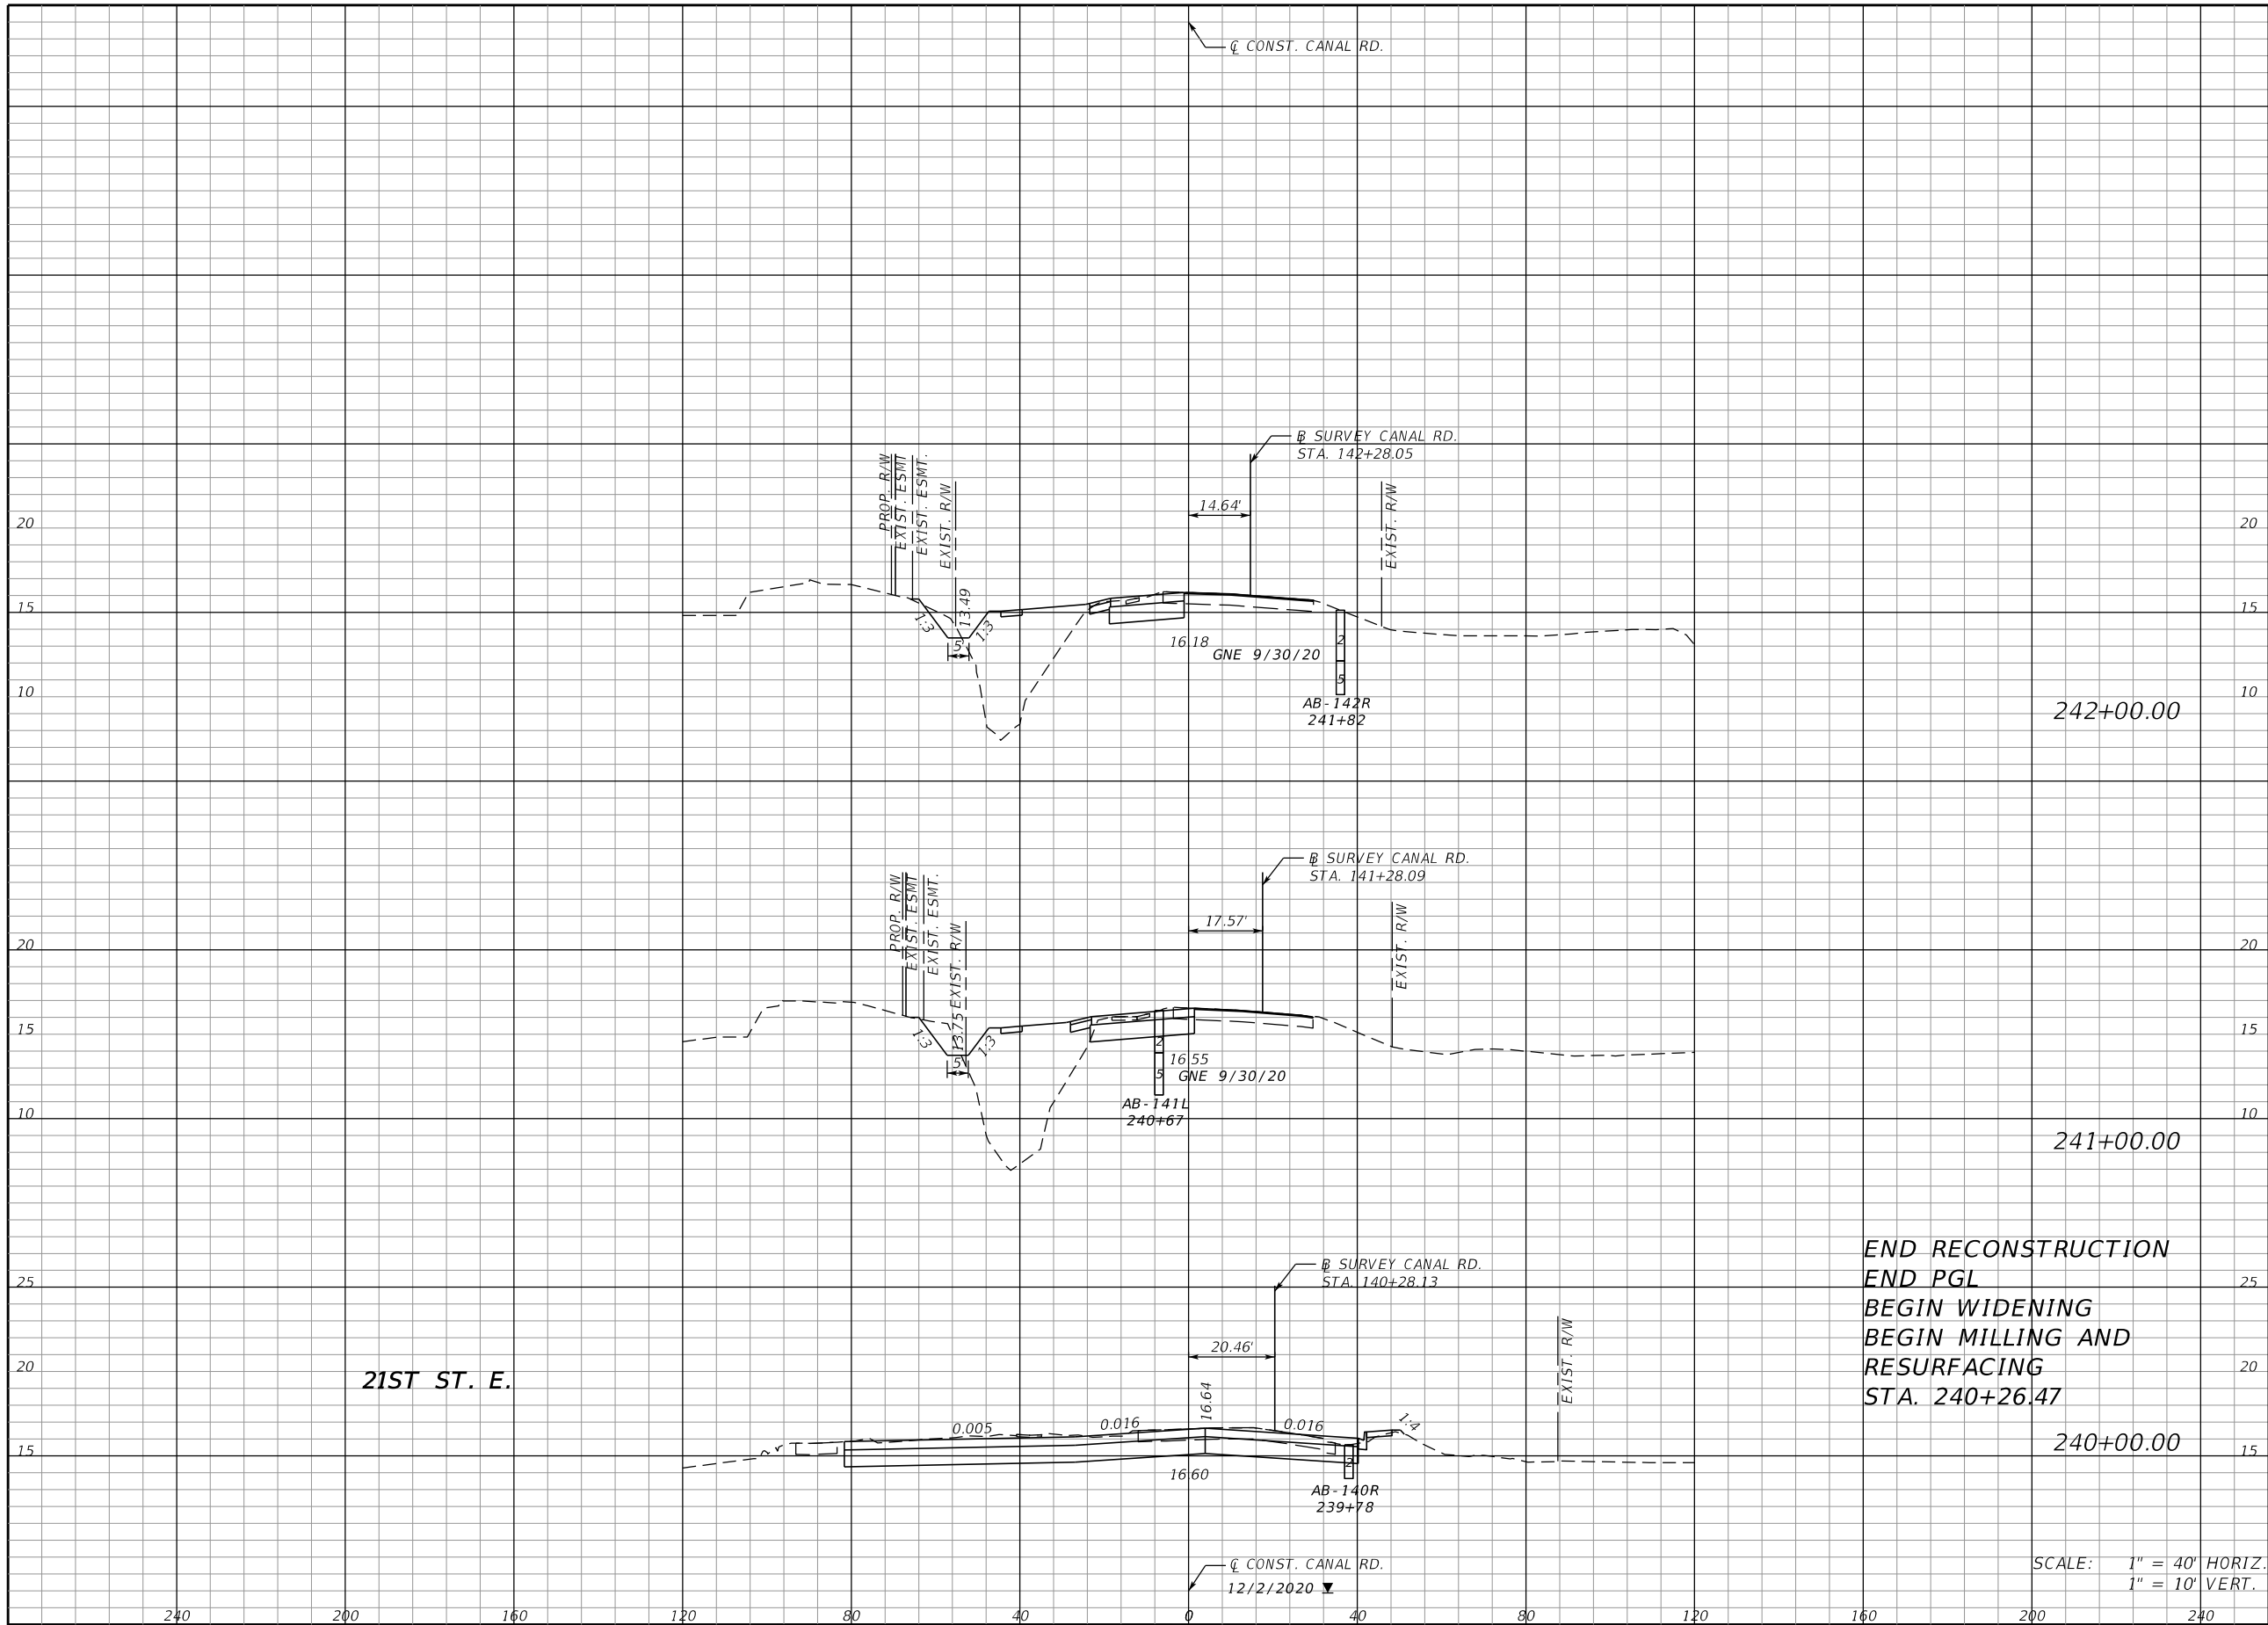 ℄ CONST. CANAL RD.
B̵L SURVEY CANAL RD.
STA. 142+28.05
PROP. R/W
EXIST. ESMT
EXIST. ESMT.
EXIST. R/W
14.64'
EXIST. R/W
20
20
13.49
15
15
1:3
1:3
5
16.18
GNE 9/30/20
2
5
10
10
AB-142R
241+82
242+00.00
B̵L SURVEY CANAL RD.
STA. 141+28.09
PROP. R/W
EXIST. ESMT
EXIST. ESMT.
EXIST. R/W
17.57'
EXIST. R/W
20
20
13.75
15
15
1:3
1:3
5
2
5
16.55
GNE 9/30/20
AB-141L
240+67
10
10
241+00.00
END RECONSTRUCTION
END PGL
BEGIN WIDENING
BEGIN MILLING AND
RESURFACING
STA. 240+26.47
B̵L SURVEY CANAL RD.
STA. 140+28.13
25
25
20.46'
EXIST. R/W
20
20
21ST ST. E.
16.64
0.005
0.016
0.016
1:4
15
15
240+00.00
2
16.60
AB-140R
239+78
℄ CONST. CANAL RD.
12/2/2020
SCALE: 1" = 40' HORIZ.
1" = 10' VERT.
240 200 160 120 80 40 0 40 80 120 160 200 240